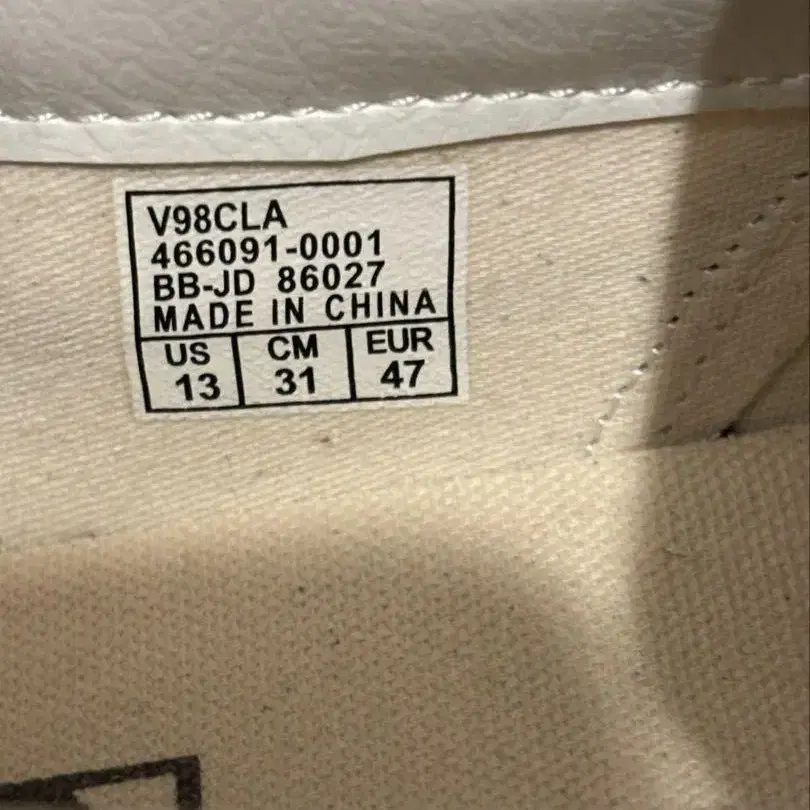 V98CLA
466091-0001
BB-JD 86027
MADE IN CHINA
US CM EUR
13 31 47